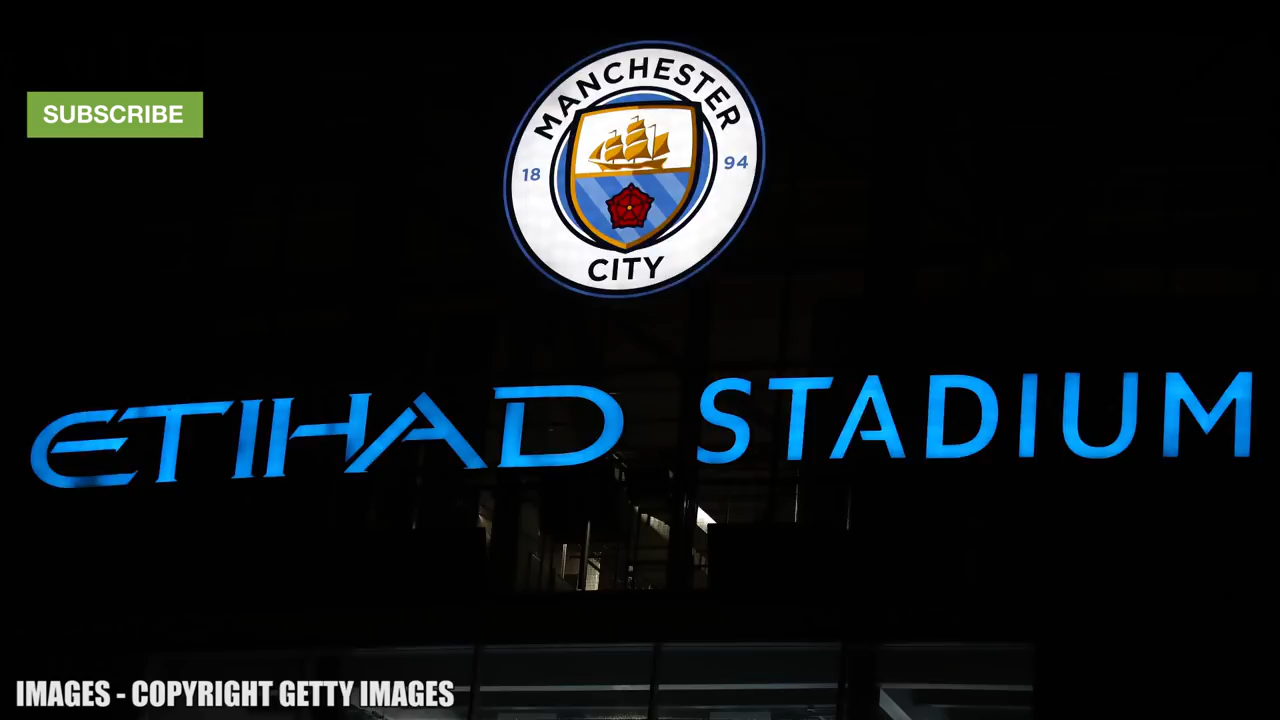 SUBSCRIBE
MANCHESTER
18 94
CITY
ETIHAD STADIUM
IMAGES - COPYRIGHT GETTY IMAGES